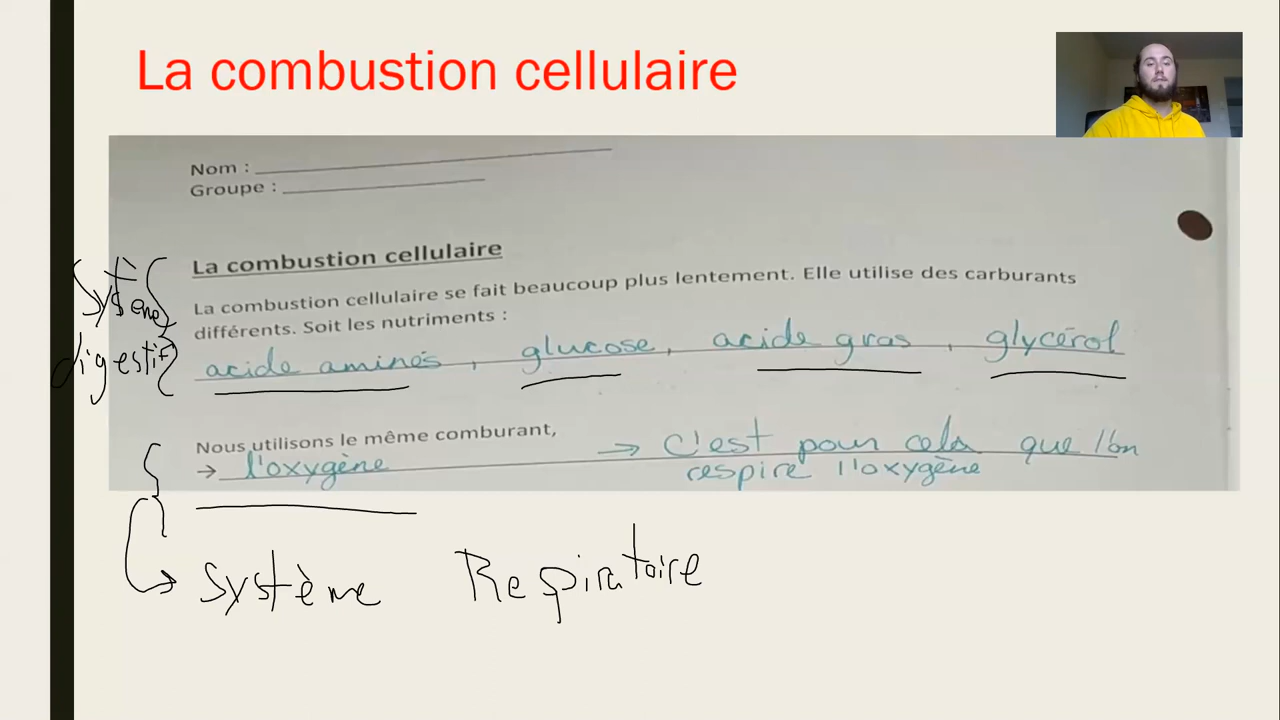 La combustion cellulaire
Nom :
Groupe :
La combustion cellulaire
La combustion cellulaire se fait beaucoup plus lentement. Elle utilise des carburants
différents. Soit les nutriments :
système
digestif
acide aminés, glucose, acide gras, glycérol
Nous utilisons le même comburant,
→ l'oxygène → c'est pour cela que l'on
respire l'oxygène
système Respiratoire